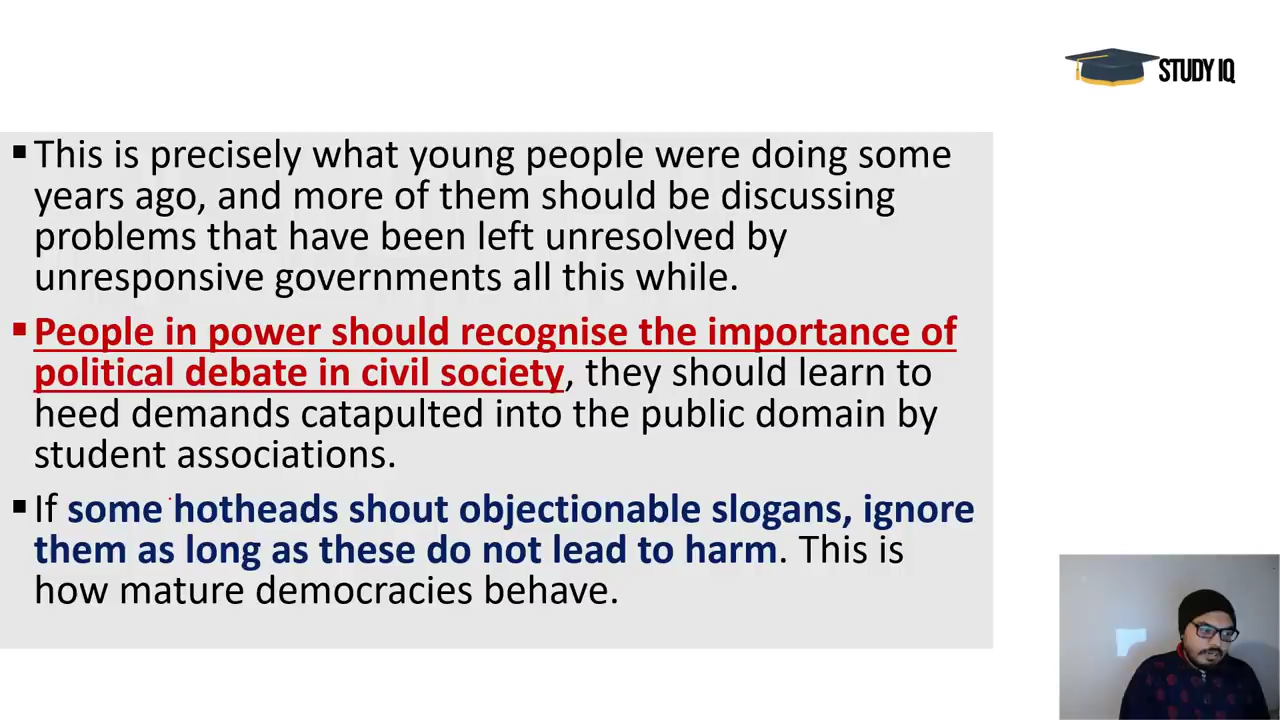 STUDY IQ
▪This is precisely what young people were doing some
years ago, and more of them should be discussing
problems that have been left unresolved by
unresponsive governments all this while.
▪People in power should recognise the importance of
political debate in civil society, they should learn to
heed demands catapulted into the public domain by
student associations.
▪If some hotheads shout objectionable slogans, ignore
them as long as these do not lead to harm. This is
how mature democracies behave.